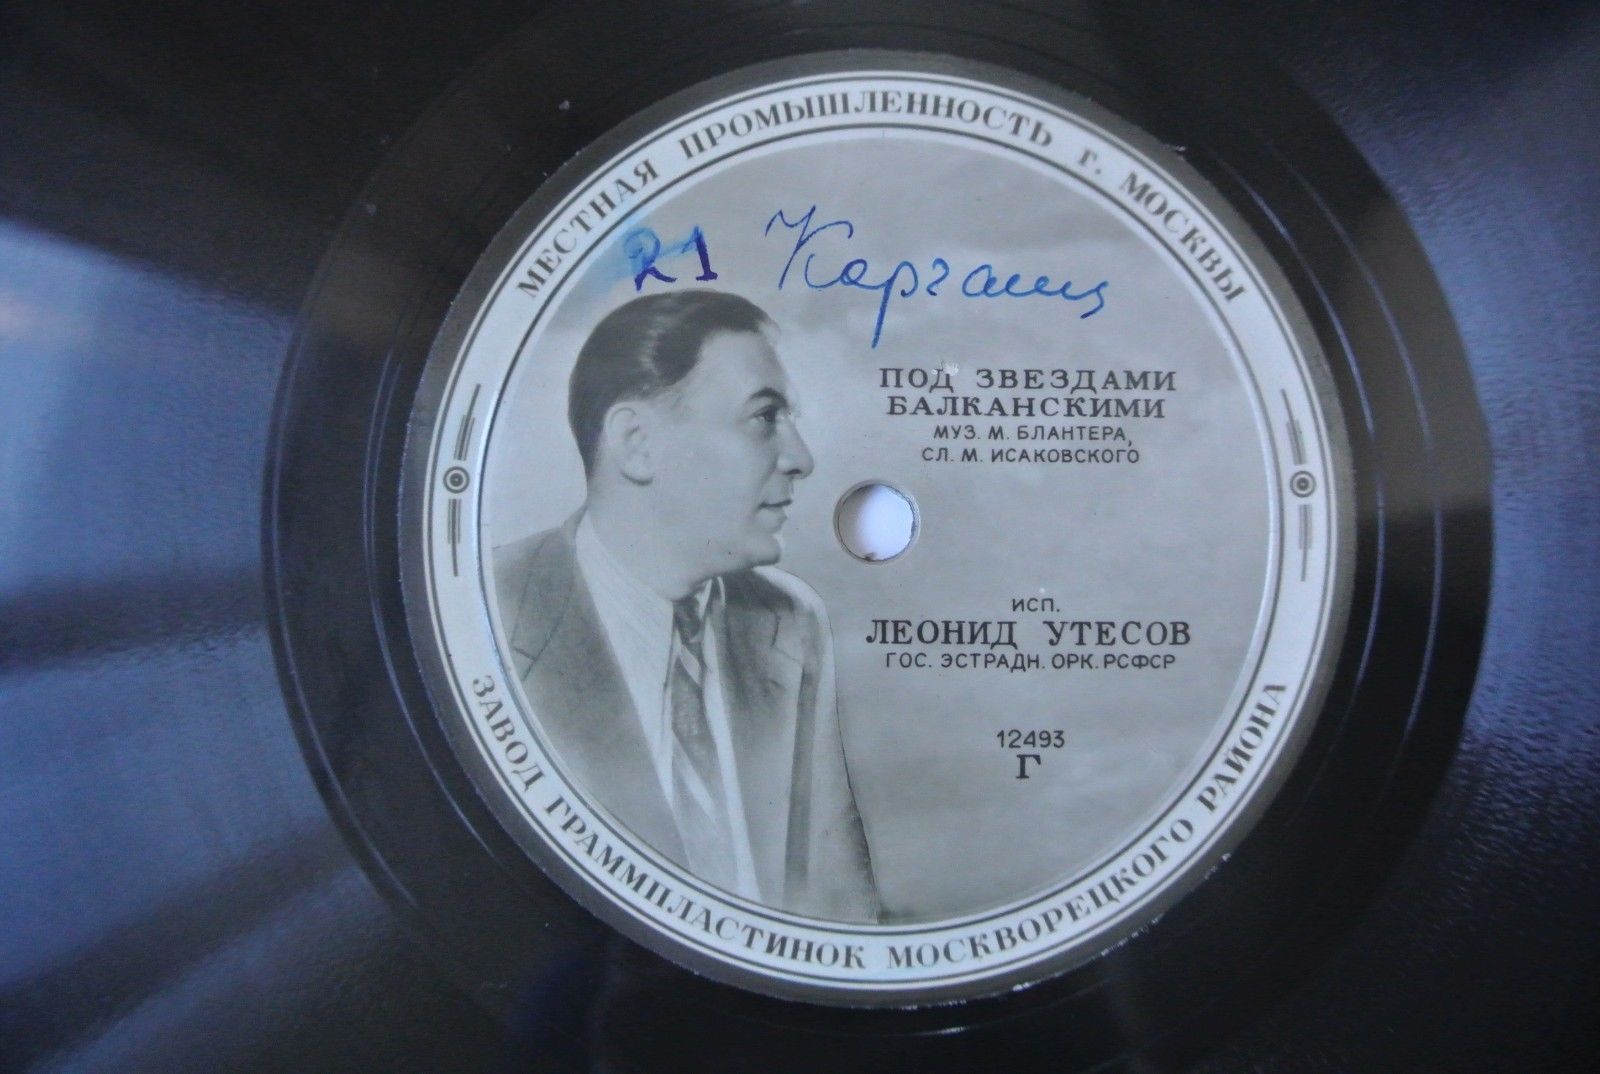 МЕСТНАЯ ПРОМЫШЛЕННОСТЬ г. МОСКВЫ
21
ПОД ЗВЕЗДАМИ
БАЛКАНСКИМИ
МУЗ. М. БЛАНТЕРА,
СЛ. М. ИСАКОВСКОГО
ИСП.
ЛЕОНИД УТЕСОВ
ГОС. ЭСТРАДН. ОРК. РСФСР
12493
Г
ЗАВОД ГРАММПЛАСТИНОК МОСКВОРЕЦКОГО РАЙОНА